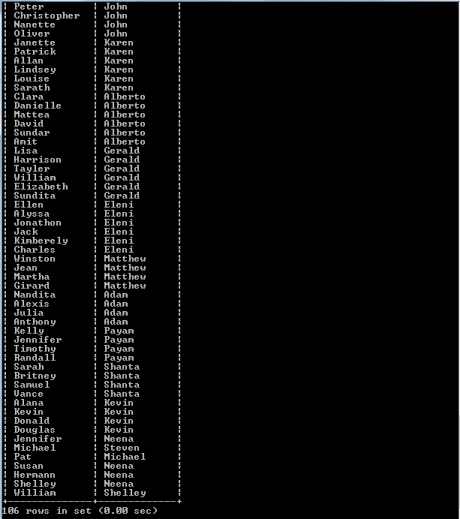 | Peter | John |
| Christopher | John |
| Nanette | John |
| Oliver | John |
| Janette | Karen |
| Patrick | Karen |
| Allan | Karen |
| Lindsey | Karen |
| Louise | Karen |
| Sarath | Karen |
| Clara | Alberto |
| Danielle | Alberto |
| Mattea | Alberto |
| David | Alberto |
| Sundar | Alberto |
| Amit | Alberto |
| Lisa | Gerald |
| Harrison | Gerald |
| Tayler | Gerald |
| William | Gerald |
| Elizabeth | Gerald |
| Sundita | Gerald |
| Ellen | Eleni |
| Alyssa | Eleni |
| Jonathon | Eleni |
| Jack | Eleni |
| Kimberely | Eleni |
| Charles | Eleni |
| Winston | Matthew |
| Jean | Matthew |
| Martha | Matthew |
| Girard | Matthew |
| Nandita | Adam |
| Alexis | Adam |
| Julia | Adam |
| Anthony | Adam |
| Kelly | Payam |
| Jennifer | Payam |
| Timothy | Payam |
| Randall | Payam |
| Sarah | Shanta |
| Britney | Shanta |
| Samuel | Shanta |
| Vance | Shanta |
| Alana | Kevin |
| Kevin | Kevin |
| Donald | Kevin |
| Douglas | Kevin |
| Jennifer | Neena |
| Michael | Steven |
| Pat | Michael |
| Susan | Neena |
| Hermann | Neena |
| Shelley | Neena |
| William | Shelley |
+-------------+-------------+
106 rows in set (0.00 sec)